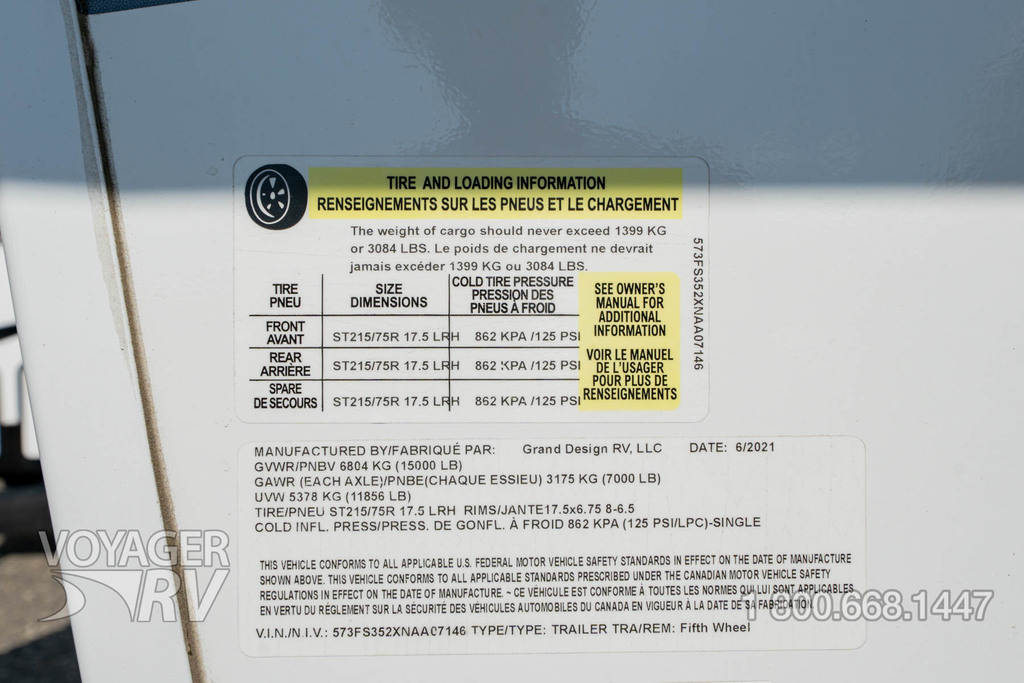 TIRE AND LOADING INFORMATION
RENSEIGNEMENTS SUR LES PNEUS ET LE CHARGEMENT
The weight of cargo should never exceed 1399 KG
or 3084 LBS. Le poids de chargement ne devrait
jamais excéder 1399 KG ou 3084 LBS.
TIRE
PNEU
SIZE
DIMENSIONS
COLD TIRE PRESSURE
PRESSION DES
PNEUS À FROID
FRONT
AVANT
ST215/75R 17.5 LRH
862 KPA /125 PSI
REAR
ARRIÈRE
ST215/75R 17.5 LRH
862 KPA /125 PSI
SPARE
DE SECOURS
ST215/75R 17.5 LRH
862 KPA /125 PSI
SEE OWNER'S
MANUAL FOR
ADDITIONAL
INFORMATION
VOIR LE MANUEL
DE L'USAGER
POUR PLUS DE
RENSEIGNEMENTS
573FS352XNAA07146
MANUFACTURED BY/FABRIQUÉ PAR: Grand Design RV, LLC DATE: 6/2021
GVWR/PNBV 6804 KG (15000 LB)
GAWR (EACH AXLE)/PNBE(CHAQUE ESSIEU) 3175 KG (7000 LB)
UVW 5378 KG (11856 LB)
TIRE/PNEU ST215/75R 17.5 LRH RIMS/JANTE17.5x6.75 8-6.5
COLD INFL. PRESS/PRESS. DE GONFL. À FROID 862 KPA (125 PSI/LPC)-SINGLE
THIS VEHICLE CONFORMS TO ALL APPLICABLE U.S. FEDERAL MOTOR VEHICLE SAFETY STANDARDS IN EFFECT ON THE DATE OF MANUFACTURE
SHOWN ABOVE. THIS VEHICLE CONFORMS TO ALL APPLICABLE STANDARDS PRESCRIBED UNDER THE CANADIAN MOTOR VEHICLE SAFETY
REGULATIONS IN EFFECT ON THE DATE OF MANUFACTURE. ~ CE VÉHICULE EST CONFORME À TOUTES LES NORMES QUI LUI SONT APPLICABLES
EN VERTU DU RÈGLEMENT SUR LA SÉCURITÉ DES VÉHICULES AUTOMOBILES DU CANADA EN VIGUEUR À LA DATE DE SA FABRICATION.
V.I.N./N.I.V.: 573FS352XNAA07146 TYPE/TYPE: TRAILER TRA/REM: Fifth Wheel
VOYAGER
RV
1 800.668.1447